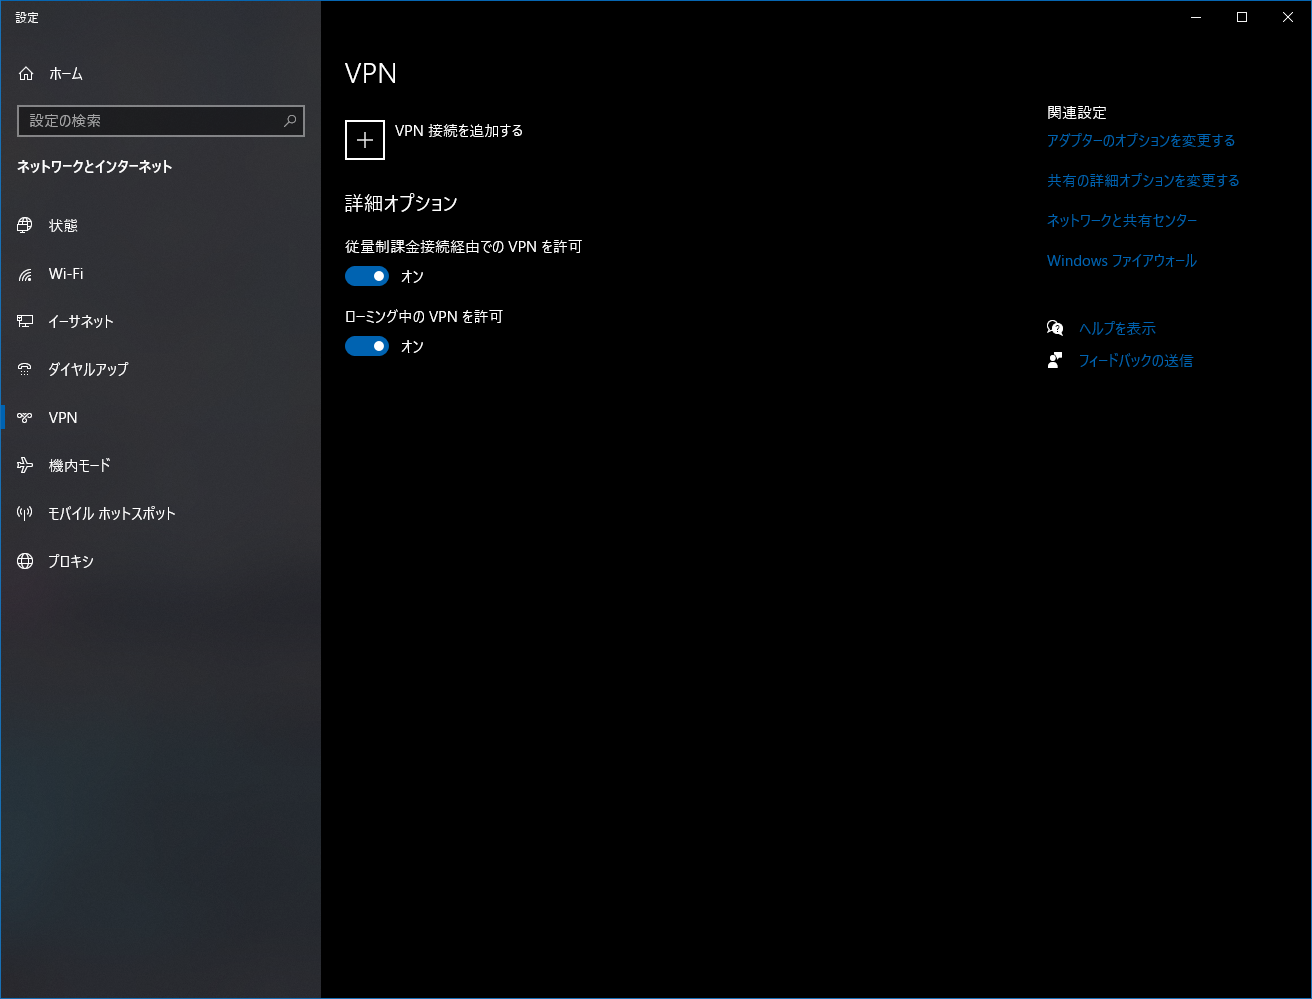 設定
ホーム
設定の検索
ネットワークとインターネット
状態
Wi-Fi
イーサネット
ダイヤルアップ
VPN
機内モード
モバイル ホットスポット
プロキシ
VPN
VPN 接続を追加する
詳細オプション
従量制課金接続経由での VPN を許可
オン
ローミング中の VPN を許可
オン
関連設定
アダプターのオプションを変更する
共有の詳細オプションを変更する
ネットワークと共有センター
Windows ファイアウォール
ヘルプを表示
フィードバックの送信